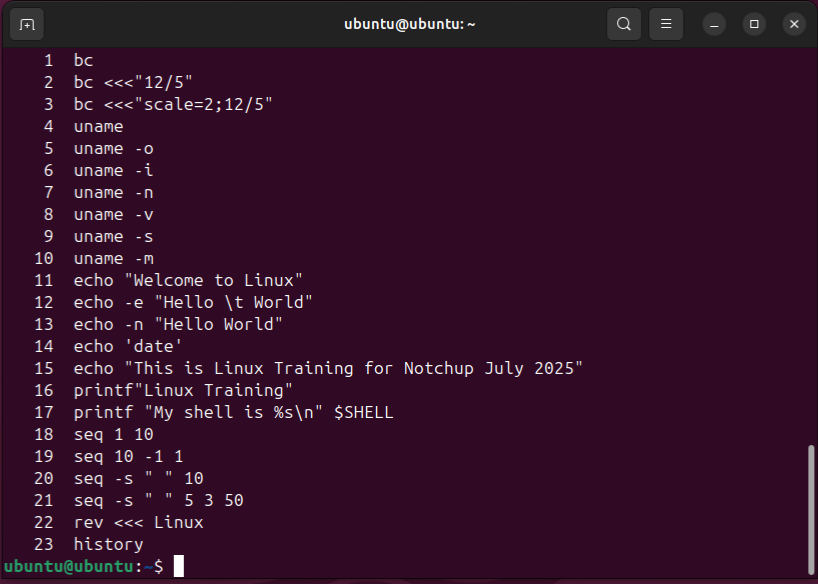 ubuntu@ubuntu: ~
1 bc
2 bc <<<"12/5"
3 bc <<<"scale=2;12/5"
4 uname
5 uname -o
6 uname -i
7 uname -n
8 uname -v
9 uname -s
10 uname -m
11 echo "Welcome to Linux"
12 echo -e "Hello \t World"
13 echo -n "Hello World"
14 echo 'date'
15 echo "This is Linux Training for Notchup July 2025"
16 printf"Linux Training"
17 printf "My shell is %s\n" $SHELL
18 seq 1 10
19 seq 10 -1 1
20 seq -s " " 10
21 seq -s " " 5 3 50
22 rev <<< Linux
23 history
ubuntu@ubuntu:~$